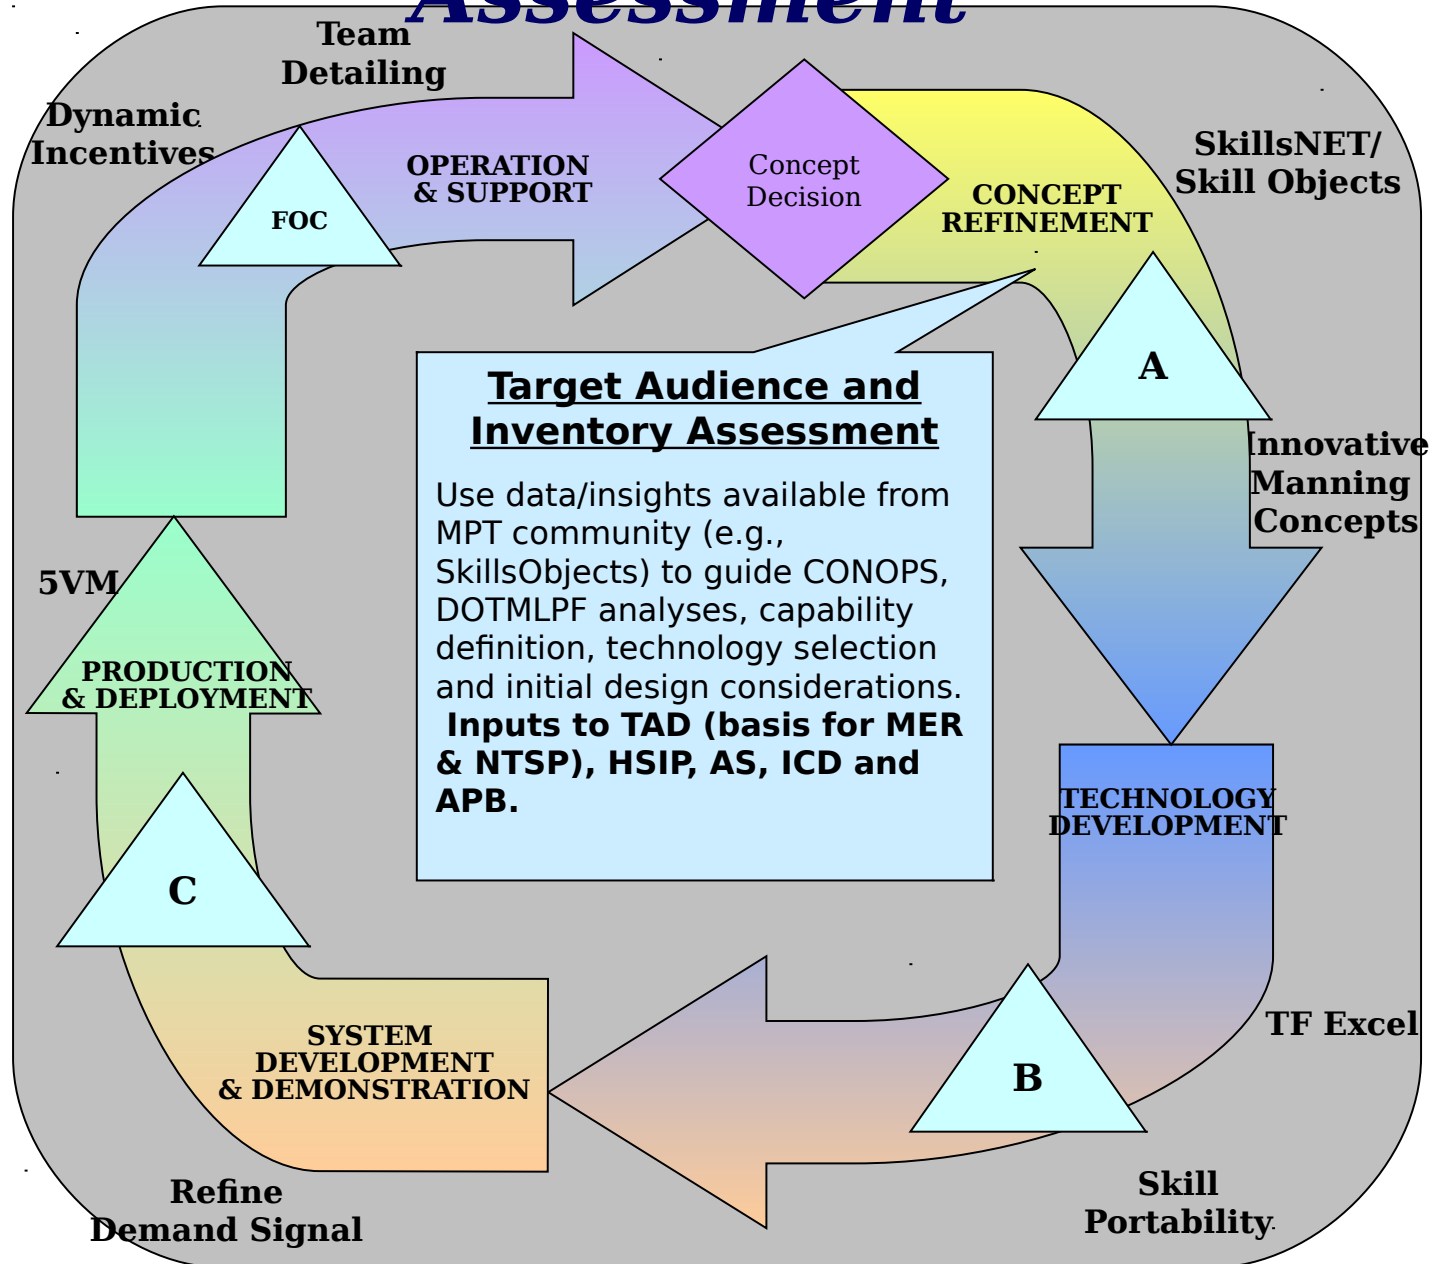 Assessment
Team
Detailing
Dynamic
Incentives
OPERATION
& SUPPORT
FOC
Concept
Decision
CONCEPT
REFINEMENT
SkillsNET/
Skill Objects
A
Target Audience and
Inventory Assessment
Use data/insights available from
MPT community (e.g.,
SkillsObjects) to guide CONOPS,
DOTMLPF analyses, capability
definition, technology selection
and initial design considerations.
Inputs to TAD (basis for MER
& NTSP), HSIP, AS, ICD and
APB.
Innovative
Manning
Concepts
5VM
PRODUCTION
& DEPLOYMENT
TECHNOLOGY
DEVELOPMENT
C
SYSTEM
DEVELOPMENT
& DEMONSTRATION
B
TF Excel
Refine
Demand Signal
Skill
Portability